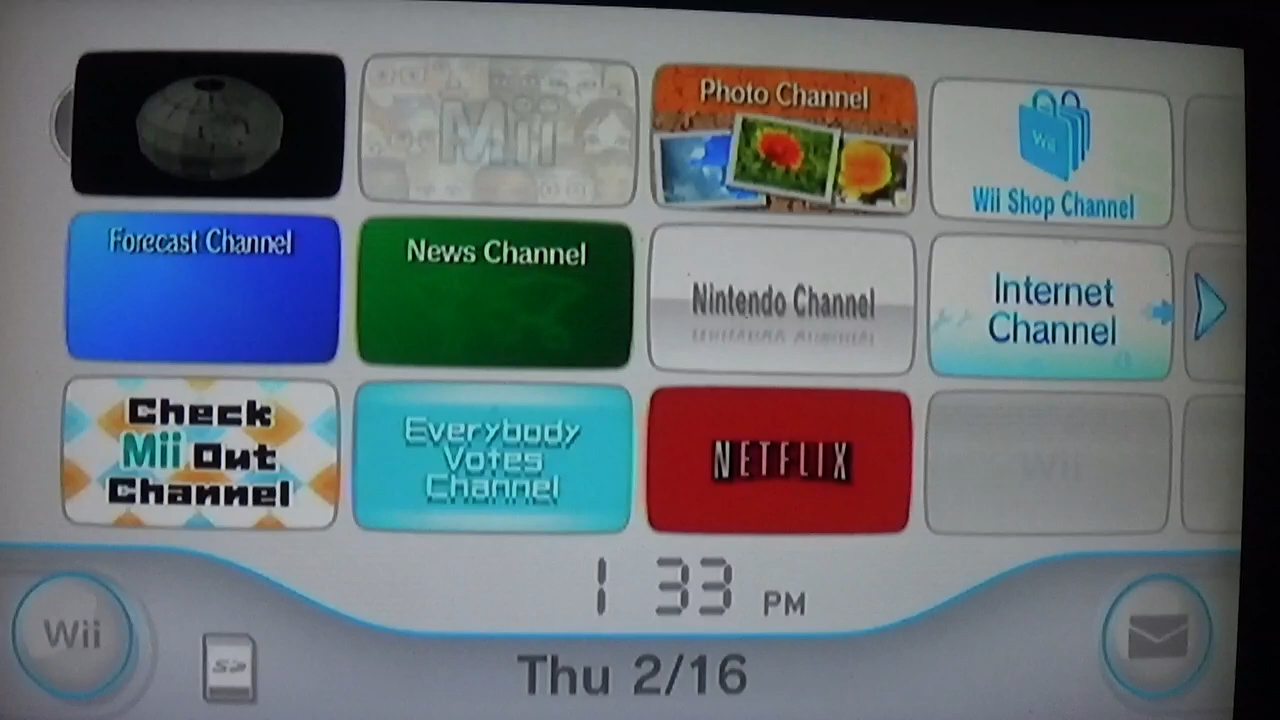 Mii
Photo Channel
Wii
Wii Shop Channel
Forecast Channel
News Channel
Nintendo Channel
Internet
Channel
Check
Mii Out
Channel
Everybody
Votes
Channel
NETFLIX
Wii
1 33 PM
Wii
SD
Thu 2/16